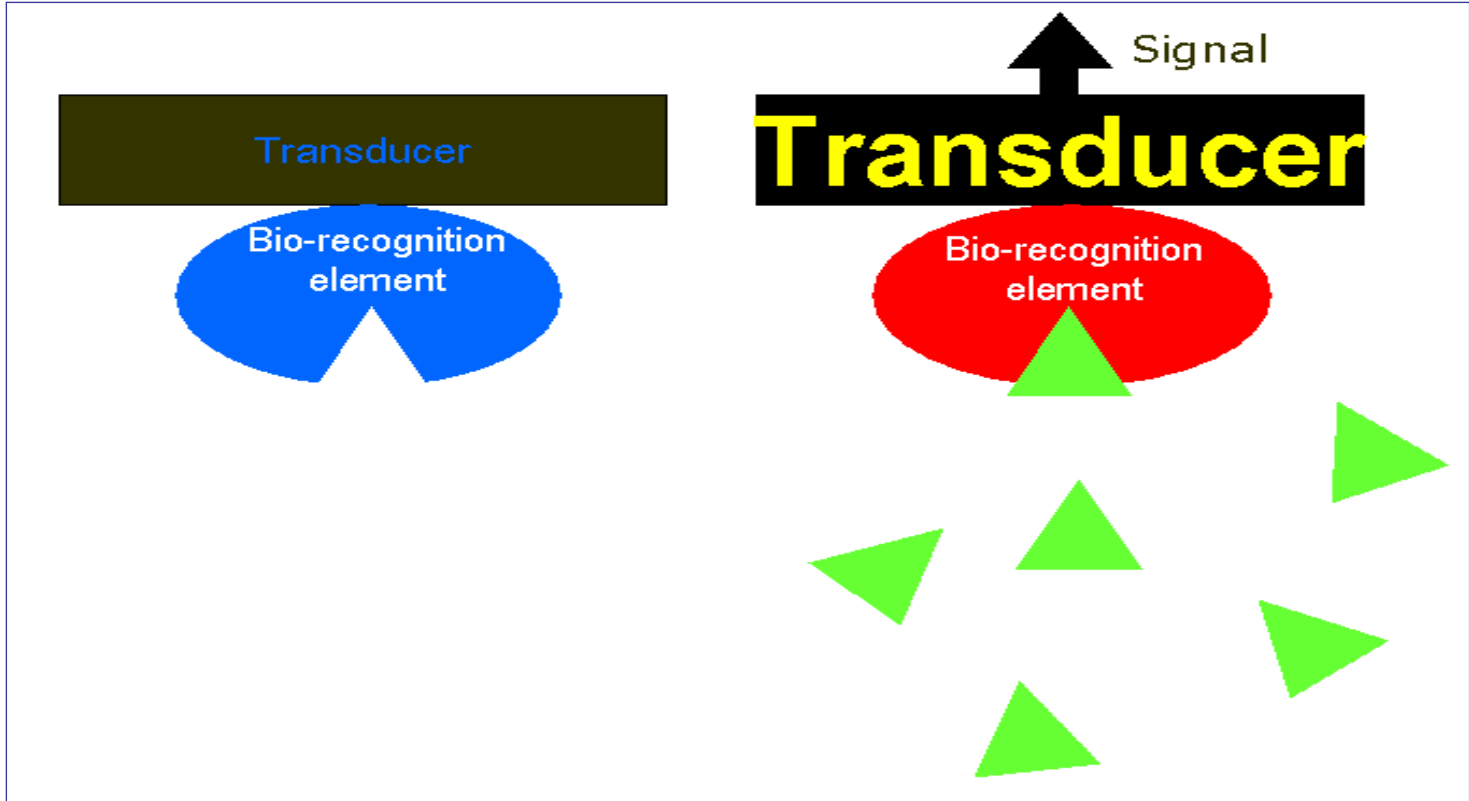 Transducer
Bio-recognition
element
Signal
Transducer
Bio-recognition
element